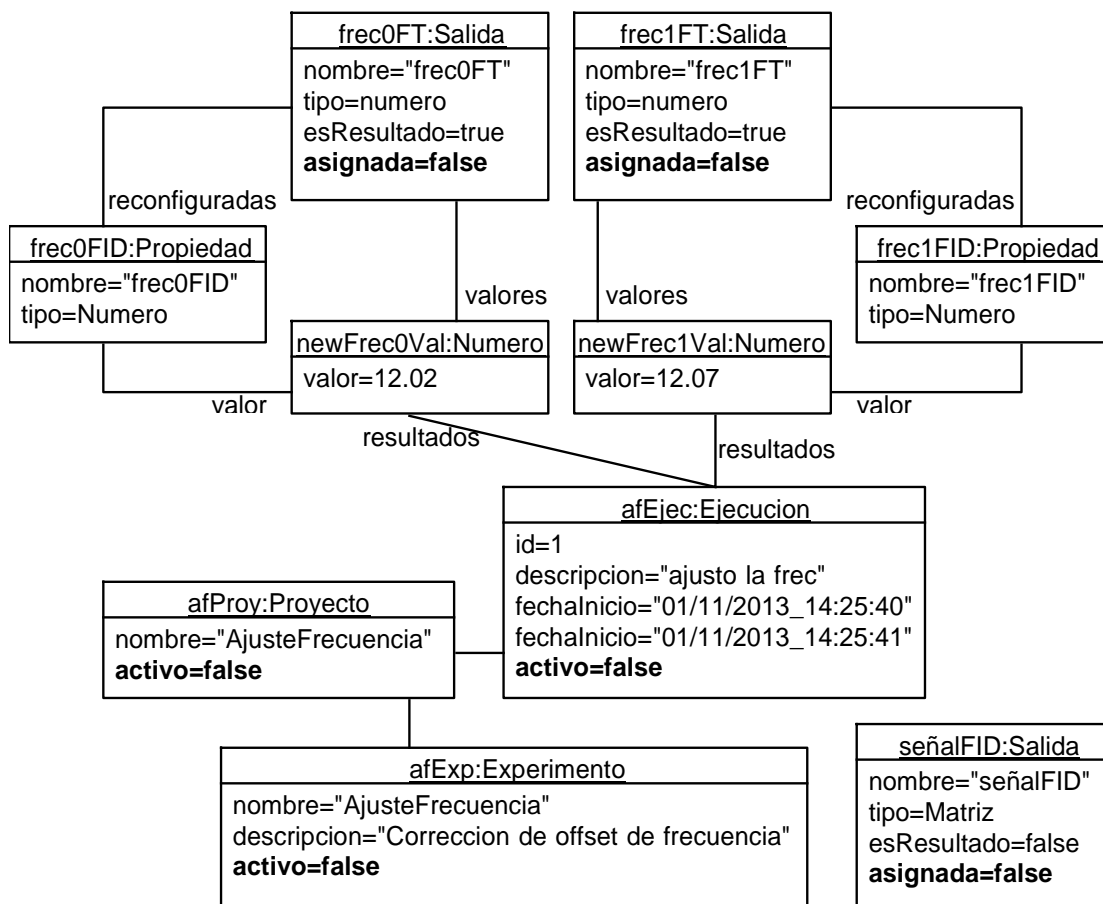 frec0FT:Salida
nombre="frec0FT"
tipo=numero
esResultado=true
asignada=false
frec1FT:Salida
nombre="frec1FT"
tipo=numero
esResultado=true
asignada=false
reconfiguradas
reconfiguradas
frec0FID:Propiedad
nombre="frec0FID"
tipo=Numero
frec1FID:Propiedad
nombre="frec1FID"
tipo=Numero
valores
valores
newFrec0Val:Numero
valor=12.02
newFrec1Val:Numero
valor=12.07
valor
valor
resultados
resultados
afEjec:Ejecucion
id=1
descripcion="ajusto la frec"
fechaInicio="01/11/2013_14:25:40"
fechaInicio="01/11/2013_14:25:41"
activo=false
afProy:Proyecto
nombre="AjusteFrecuencia"
activo=false
afExp:Experimento
nombre="AjusteFrecuencia"
descripcion="Correccion de offset de frecuencia"
activo=false
señalFID:Salida
nombre="señalFID"
tipo=Matriz
esResultado=false
asignada=false